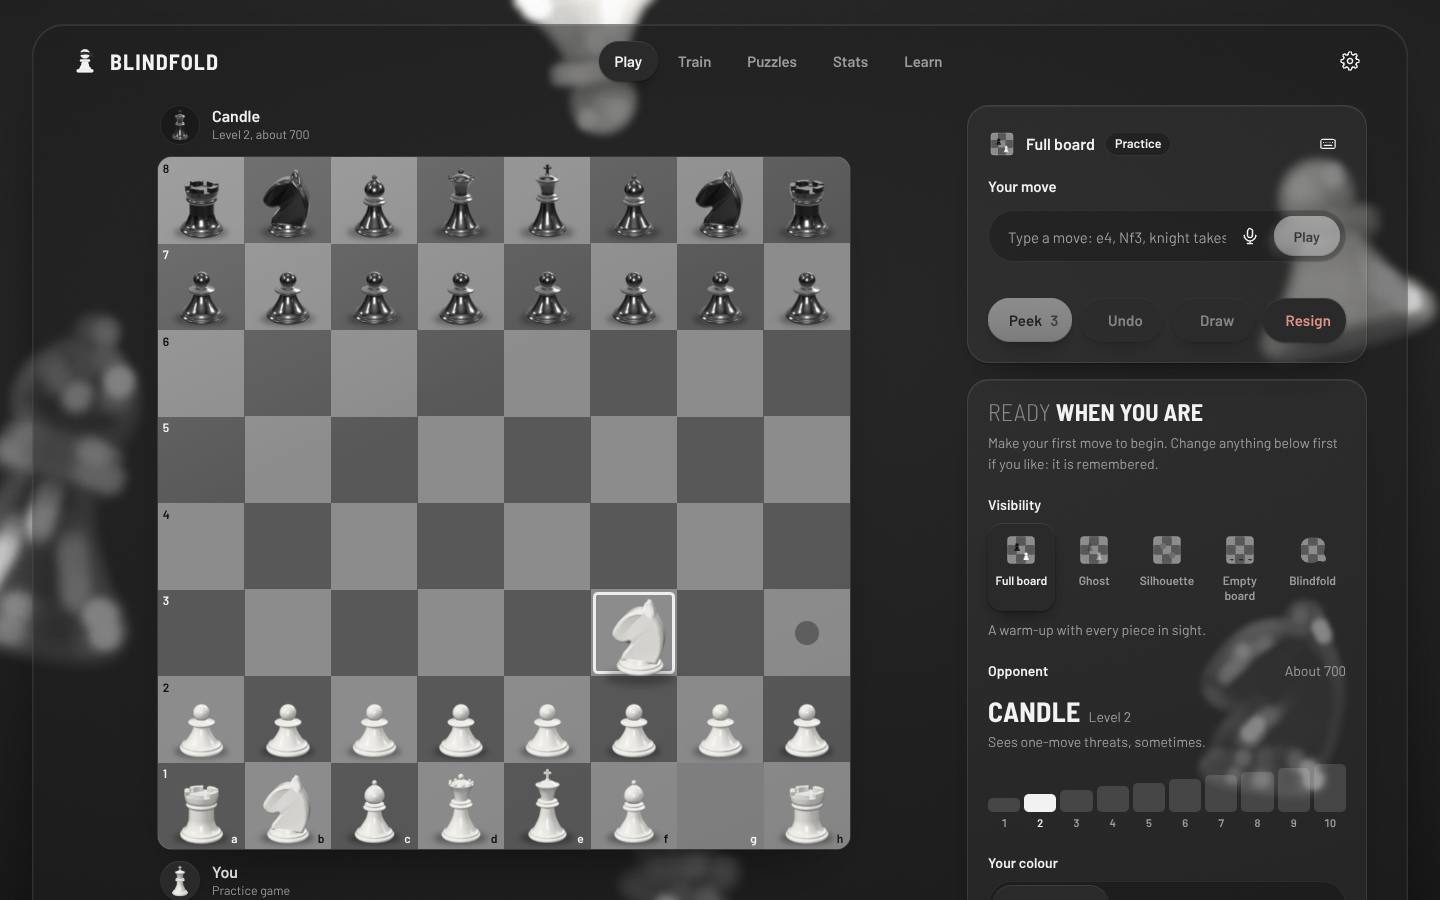 BLINDFOLD
Play
Train
Puzzles
Stats
Learn
Candle
Level 2, about 700
8
7
6
5
4
3
2
1
a
b
c
d
e
f
g
h
You
Practice game
Full board
Practice
Your move
Type a move: e4, Nf3, knight takes
Play
Peek 3
Undo
Draw
Resign
READY WHEN YOU ARE
Make your first move to begin. Change anything below first
if you like: it is remembered.
Visibility
Full board
Ghost
Silhouette
Empty
board
Blindfold
A warm-up with every piece in sight.
Opponent
About 700
CANDLE Level 2
Sees one-move threats, sometimes.
1
2
3
4
5
6
7
8
9
10
Your colour